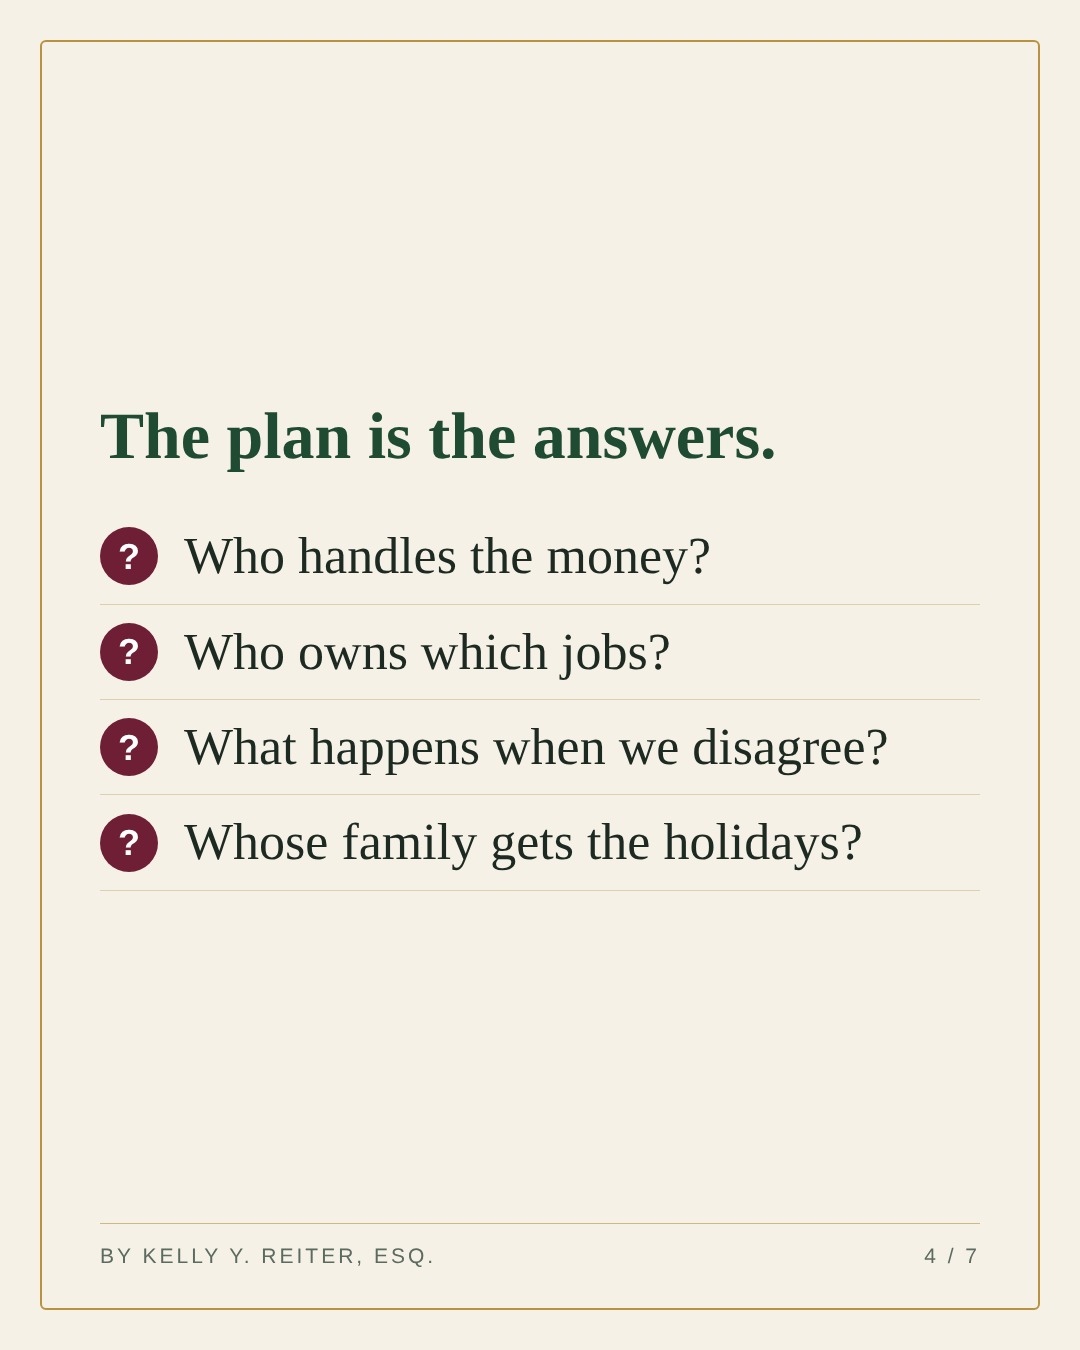 The plan is the answers.
? Who handles the money?
? Who owns which jobs?
? What happens when we disagree?
? Whose family gets the holidays?
BY KELLY Y. REITER, ESQ.
4 / 7